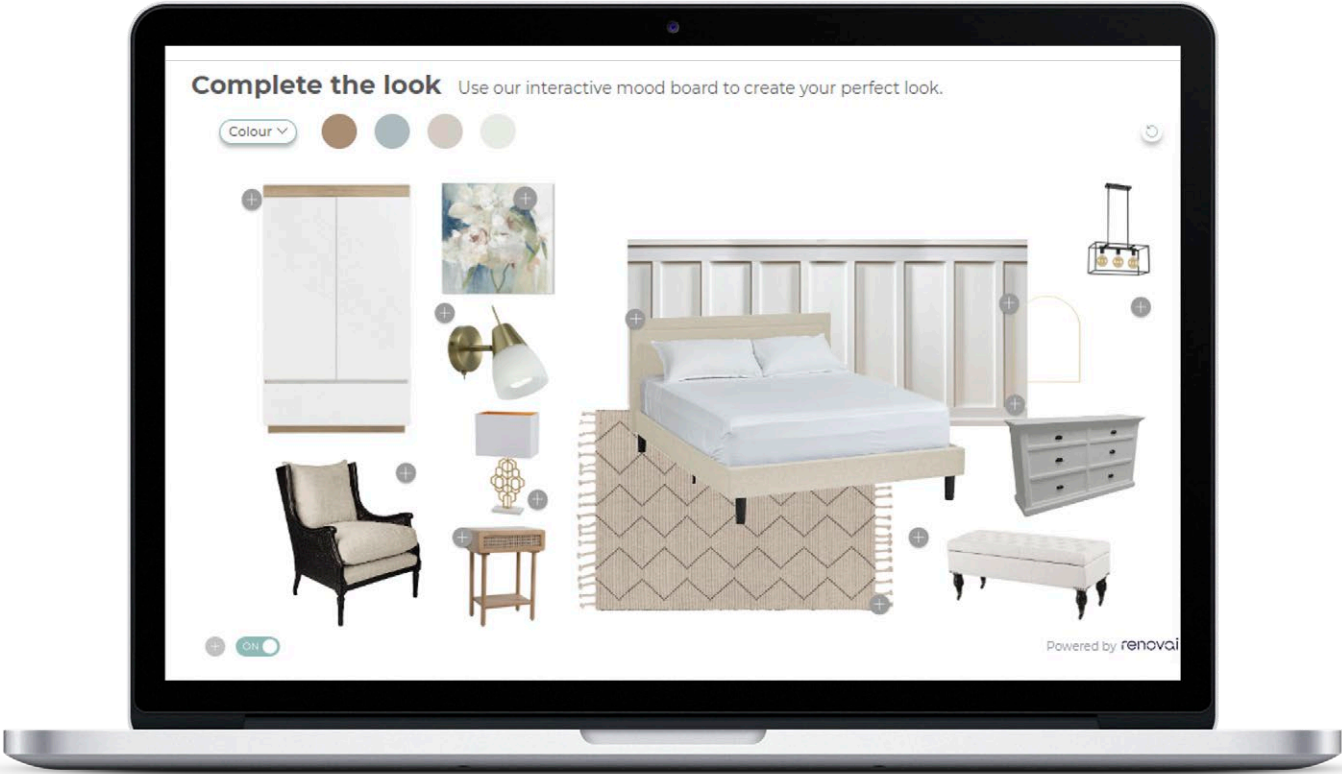 Complete the look
Use our interactive mood board to create your perfect look.
Colour
ON
Powered by renovai